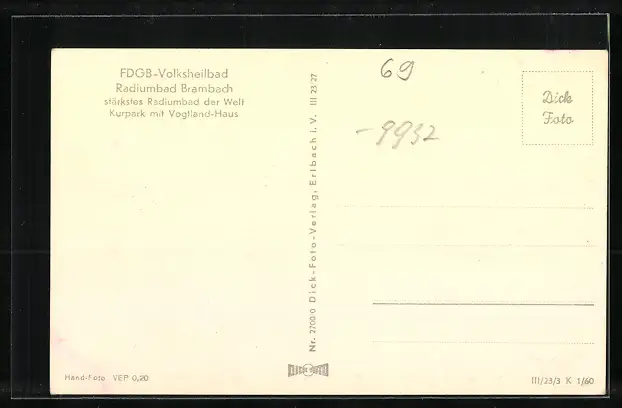 FDGB-Volksheilbad
Radiumbad Brambach
stärkstes Radiumbad der Welt
Kurpark mit Vogtland-Haus
Nr. 2700/0 Dick-Foto-Verlag, Erlbach i. V. III 23 27
69
-9932
Dick
Foto
Hand-Foto VEP 0,20
III/23/3 K 1/60